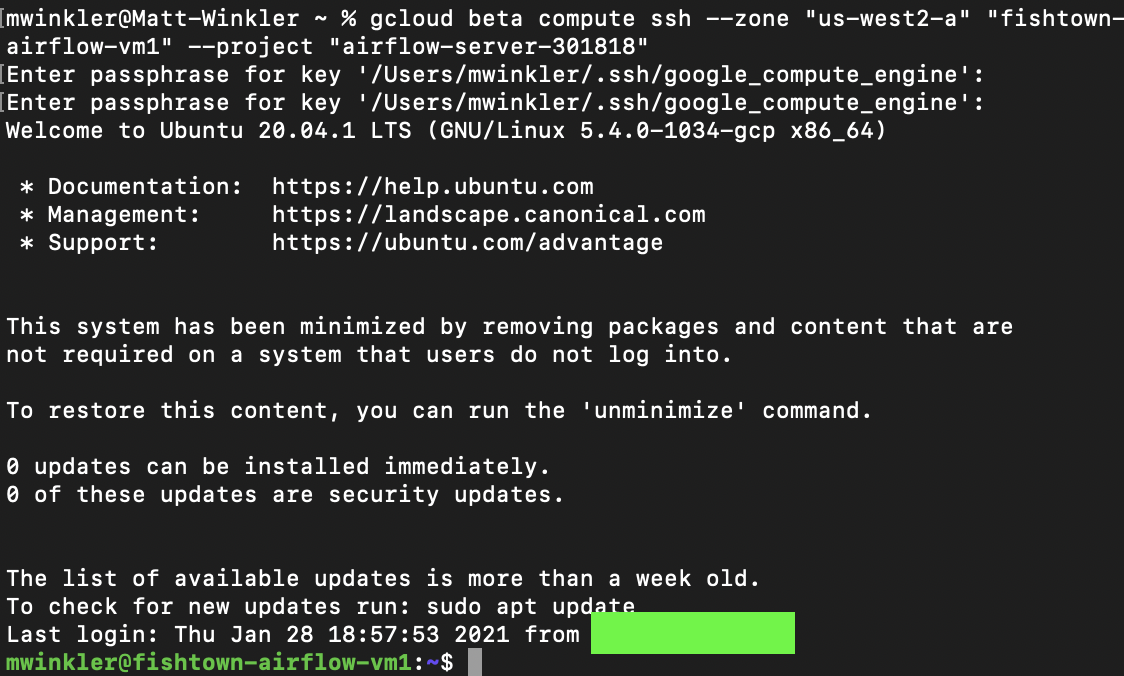 mwinkler@Matt-Winkler ~ % gcloud beta compute ssh --zone "us-west2-a" "fishtown-
airflow-vm1" --project "airflow-server-301818"
Enter passphrase for key '/Users/mwinkler/.ssh/google_compute_engine':
Enter passphrase for key '/Users/mwinkler/.ssh/google_compute_engine':
Welcome to Ubuntu 20.04.1 LTS (GNU/Linux 5.4.0-1034-gcp x86_64)
* Documentation:  https://help.ubuntu.com
* Management:     https://landscape.canonical.com
* Support:        https://ubuntu.com/advantage
This system has been minimized by removing packages and content that are
not required on a system that users do not log into.
To restore this content, you can run the 'unminimize' command.
0 updates can be installed immediately.
0 of these updates are security updates.
The list of available updates is more than a week old.
To check for new updates run: sudo apt update
Last login: Thu Jan 28 18:57:53 2021 from
mwinkler@fishtown-airflow-vm1:~$